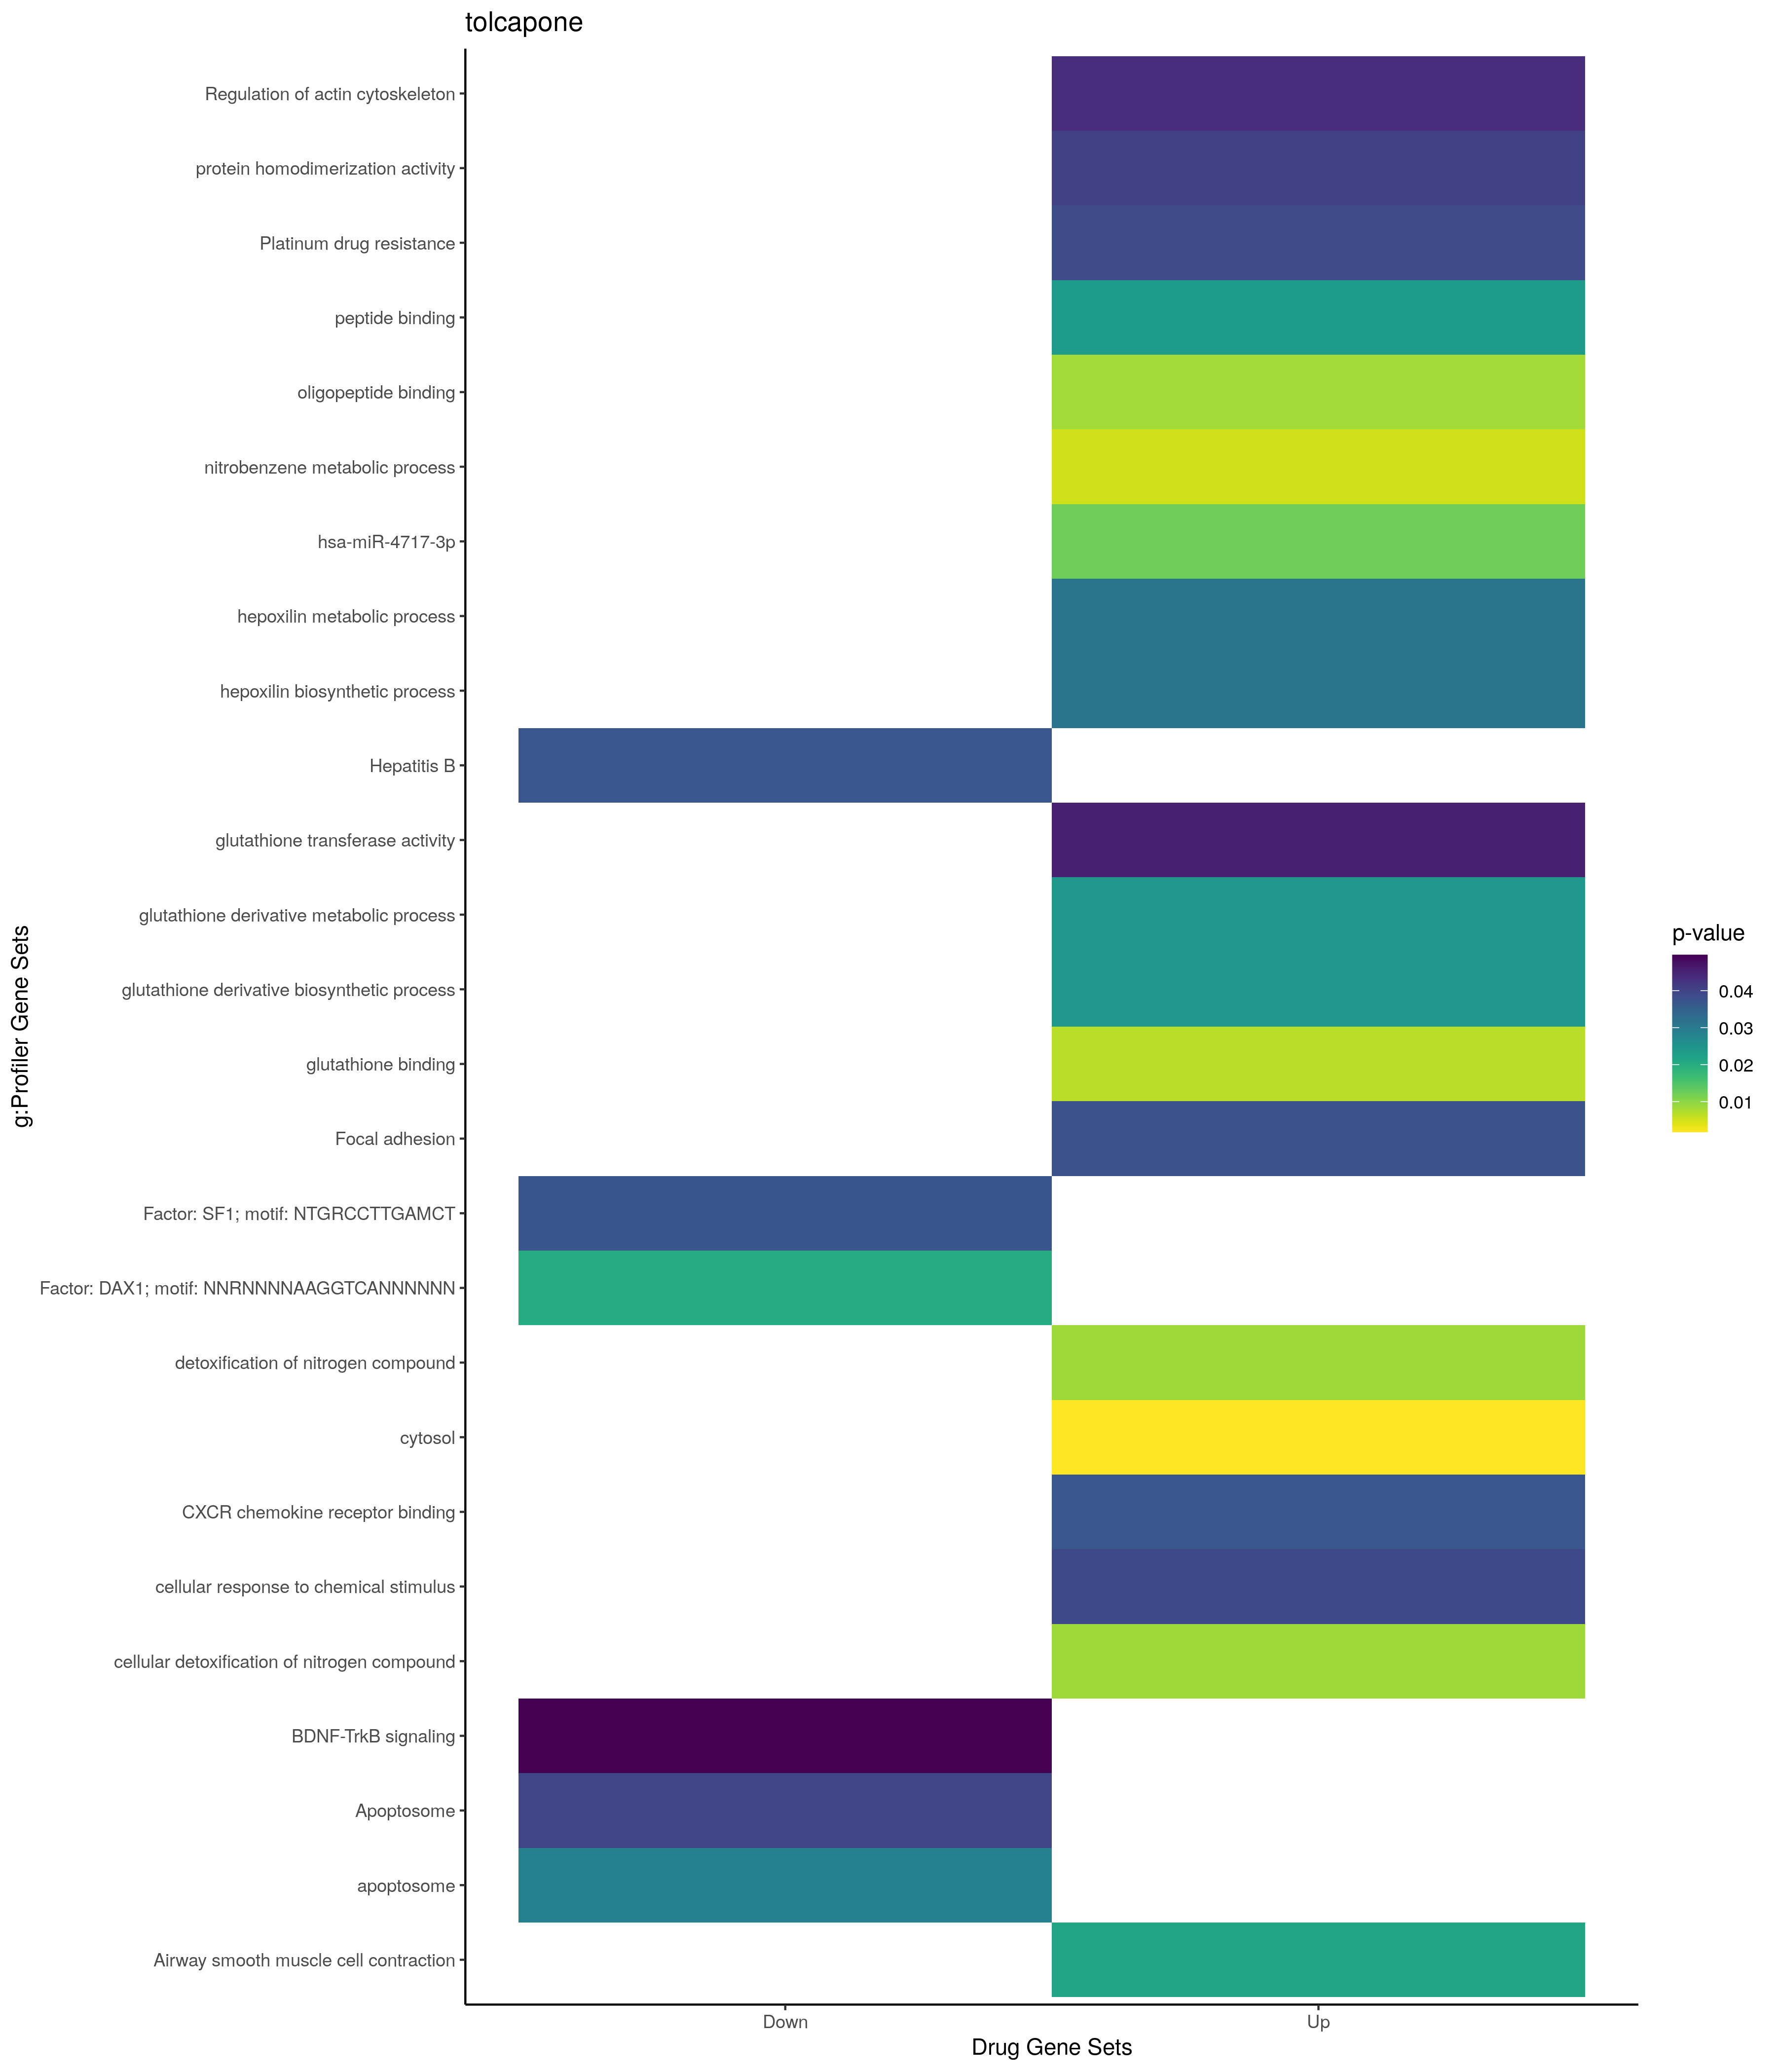 tolcapone
Regulation of actin cytoskeleton
protein homodimerization activity
Platinum drug resistance
peptide binding
oligopeptide binding
nitrobenzene metabolic process
hsa-miR-4717-3p
hepoxilin metabolic process
hepoxilin biosynthetic process
Hepatitis B
glutathione transferase activity
glutathione derivative metabolic process
glutathione derivative biosynthetic process
glutathione binding
Focal adhesion
Factor: SF1; motif: NTGRCCTTGAMCT
Factor: DAX1; motif: NNRNNNNAAGGTCANNNNNN
detoxification of nitrogen compound
cytosol
CXCR chemokine receptor binding
cellular response to chemical stimulus
cellular detoxification of nitrogen compound
BDNF-TrkB signaling
Apoptosome
apoptosome
Airway smooth muscle cell contraction
g:Profiler Gene Sets
Down
Up
Drug Gene Sets
p-value
0.04
0.03
0.02
0.01